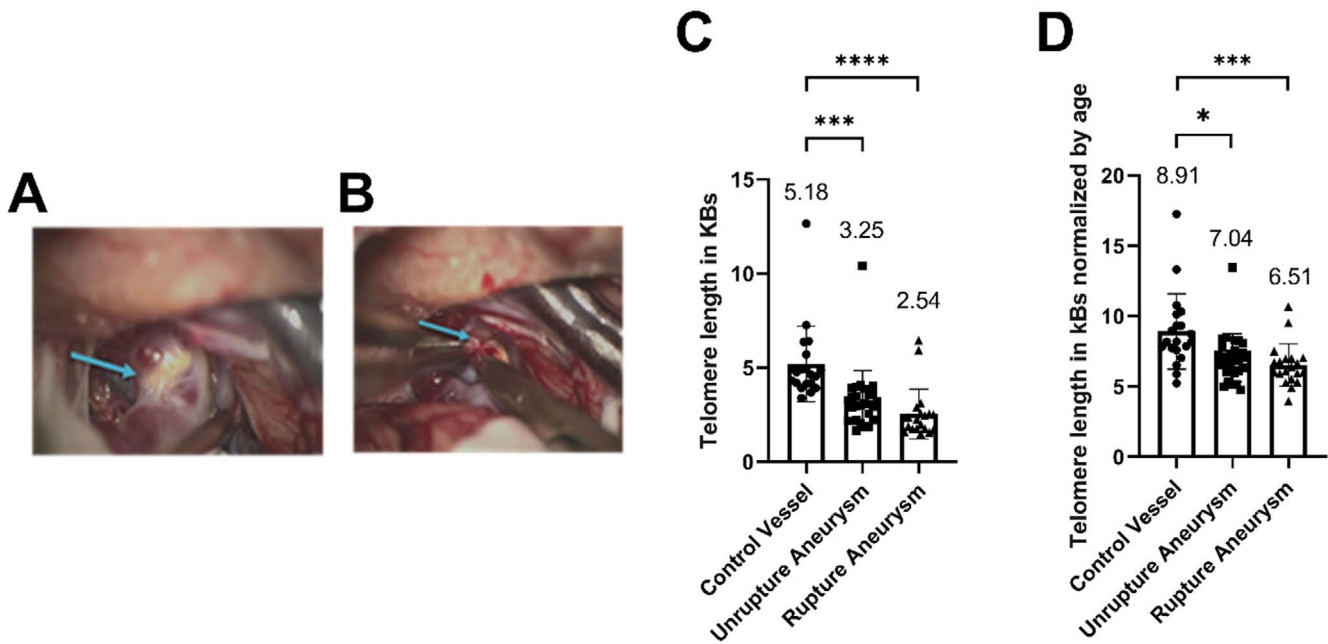 A
B
C
****
***
5.18
3.25
2.54
Telomere length in KBs
15
10
5
0
Control Vessel
Unrupture Aneurysm
Rupture Aneurysm
D
***
*
8.91
7.04
6.51
Telomere length in kBs normalized by age
20
15
10
5
0
Control Vessel
Unrupture Aneurysm
Rupture Aneurysm